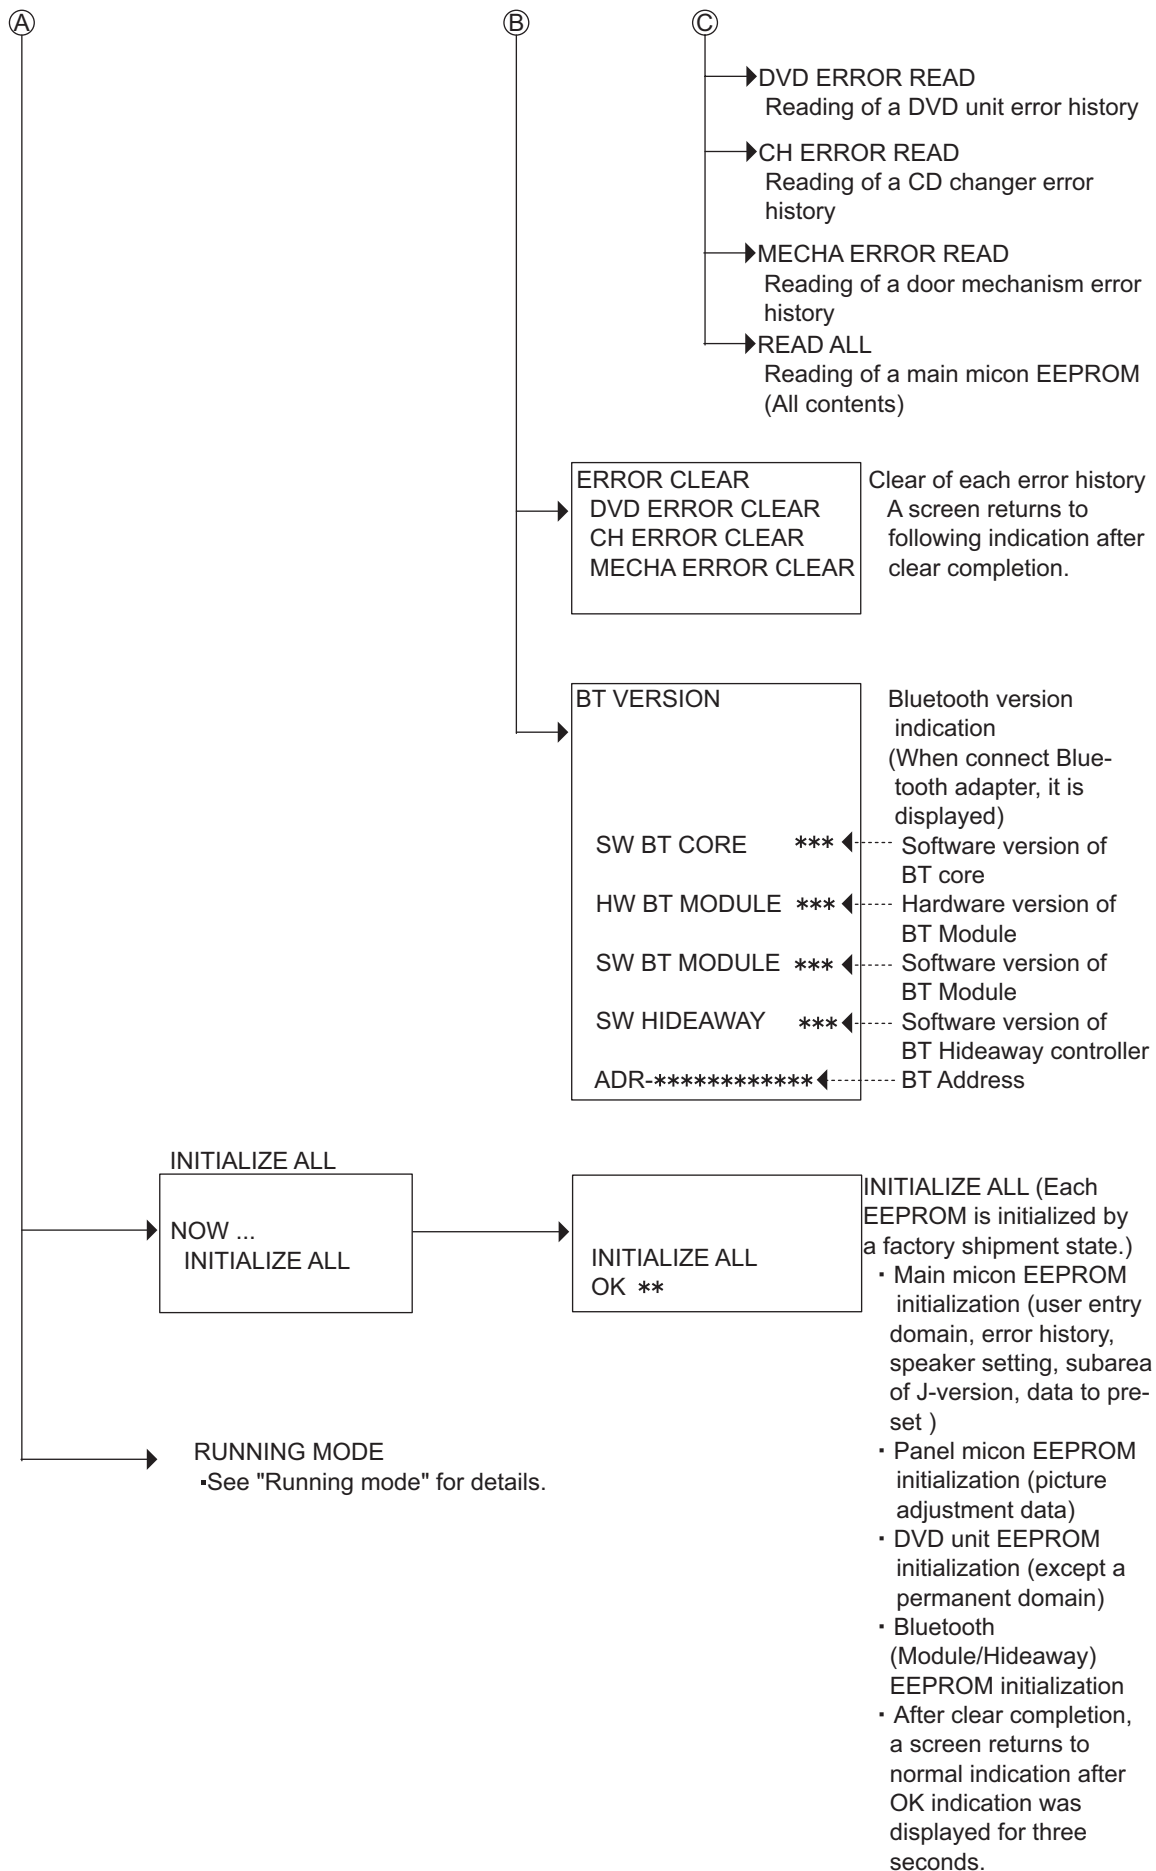 A
B
C
DVD ERROR READ
Reading of a DVD unit error history
CH ERROR READ
Reading of a CD changer error
history
MECHA ERROR READ
Reading of a door mechanism error
history
READ ALL
Reading of a main micon EEPROM
(All contents)
ERROR CLEAR
DVD ERROR CLEAR
CH ERROR CLEAR
MECHA ERROR CLEAR
Clear of each error history
A screen returns to
following indication after
clear completion.
BT VERSION
Bluetooth version
indication
(When connect Blue-
tooth adapter, it is
displayed)
SW BT CORE ***
Software version of
BT core
HW BT MODULE ***
Hardware version of
BT Module
SW BT MODULE ***
Software version of
BT Module
SW HIDEAWAY ***
Software version of
BT Hideaway controller
ADR-************
BT Address
INITIALIZE ALL
NOW ...
INITIALIZE ALL
INITIALIZE ALL
OK **
INITIALIZE ALL (Each
EEPROM is initialized by
a factory shipment state.)
・Main micon EEPROM
initialization (user entry
domain, error history,
speaker setting, subarea
of J-version, data to pre-
set )
・Panel micon EEPROM
initialization (picture
adjustment data)
・DVD unit EEPROM
initialization (except a
permanent domain)
・Bluetooth
(Module/Hideaway)
EEPROM initialization
・After clear completion,
a screen returns to
normal indication after
OK indication was
displayed for three
seconds.
RUNNING MODE
▪See "Running mode" for details.